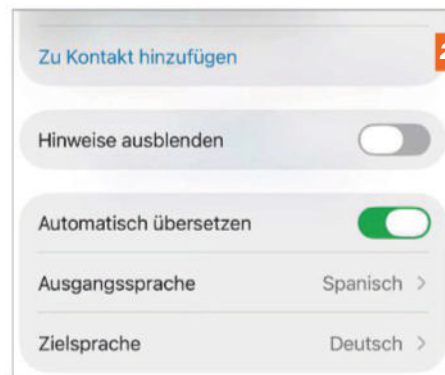 Zu Kontakt hinzufügen
Hinweise ausblenden
Automatisch übersetzen
Ausgangssprache Spanisch >
Zielsprache Deutsch >